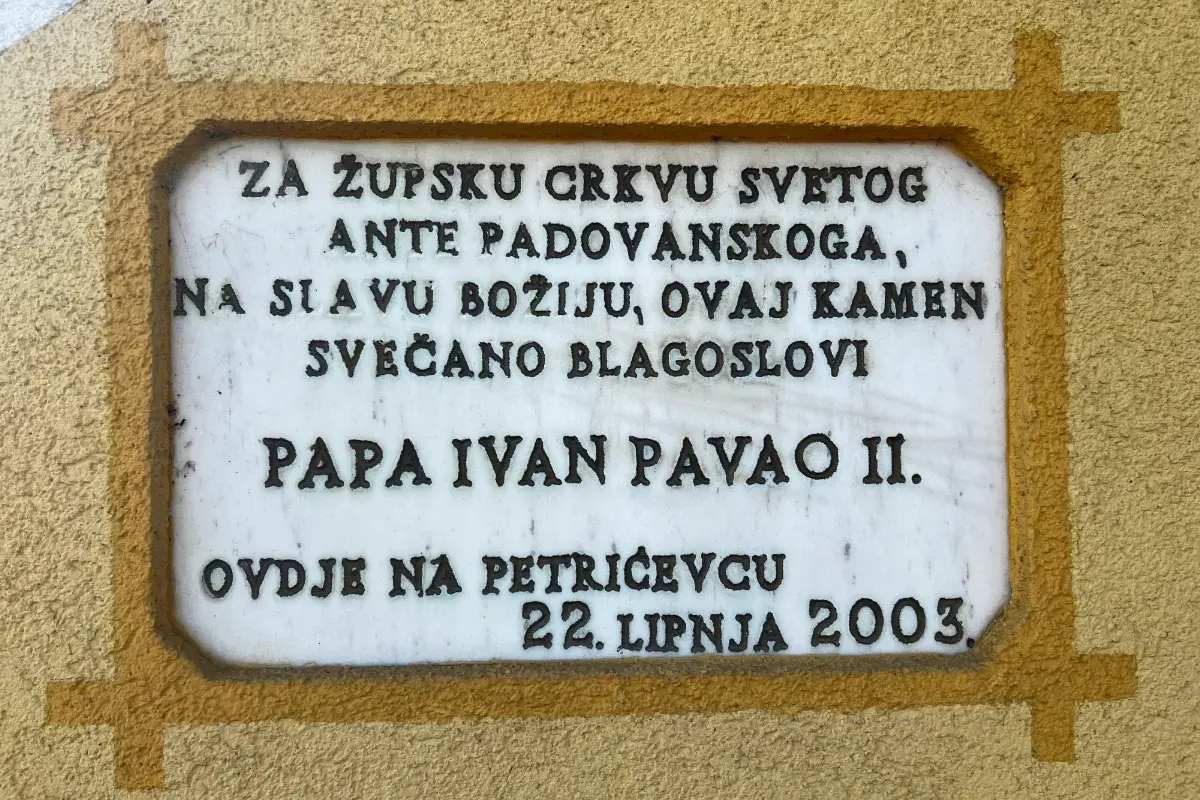 ZA ŽUPSKU CRKVU SVETOG
ANTE PADOVANSKOGA,
NA SLAVU BOŽIJU, OVAJ KAMEN
SVEČANO BLAGOSLOVI
PAPA IVAN PAVAO II.
OVDJE NA PETRIĆEVCU
22. LIPNJA 2003.